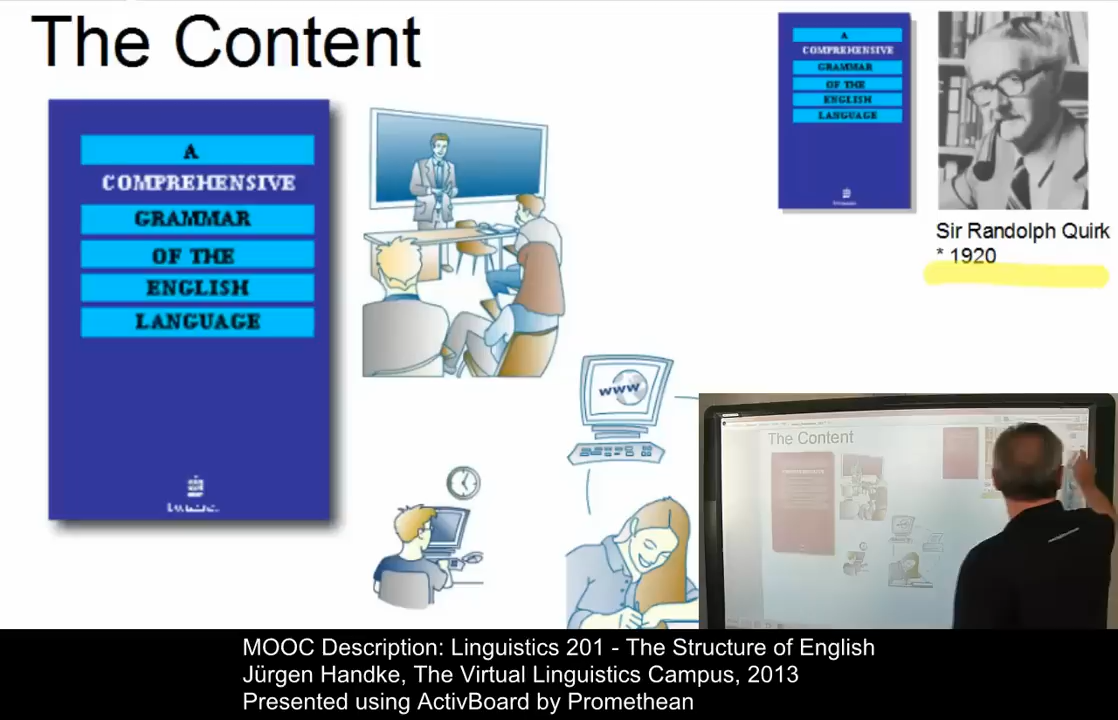 The Content
A
COMPREHENSIVE
GRAMMAR
OF THE
ENGLISH
LANGUAGE
A
COMPREHENSIVE
GRAMMAR
OF THE
ENGLISH
LANGUAGE
Sir Randolph Quirk
* 1920
www
The Content
MOOC Description: Linguistics 201 - The Structure of English
Jürgen Handke, The Virtual Linguistics Campus, 2013
Presented using ActivBoard by Promethean